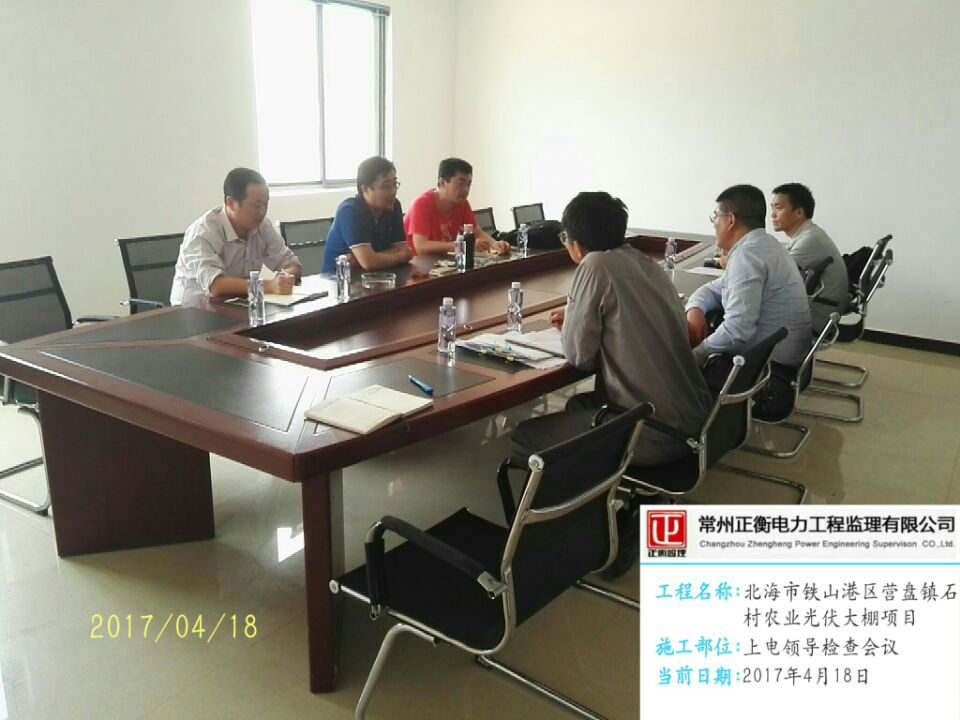 2017/04/18
正衡监理
常州正衡电力工程监理有限公司
Changzhou Zhengheng Power Engineering Supervison CO.,Ltd.
工程名称:北海市铁山港区营盘镇石
村农业光伏大棚项目
施工部位:上电领导检查会议
当前日期:2017年4月18日